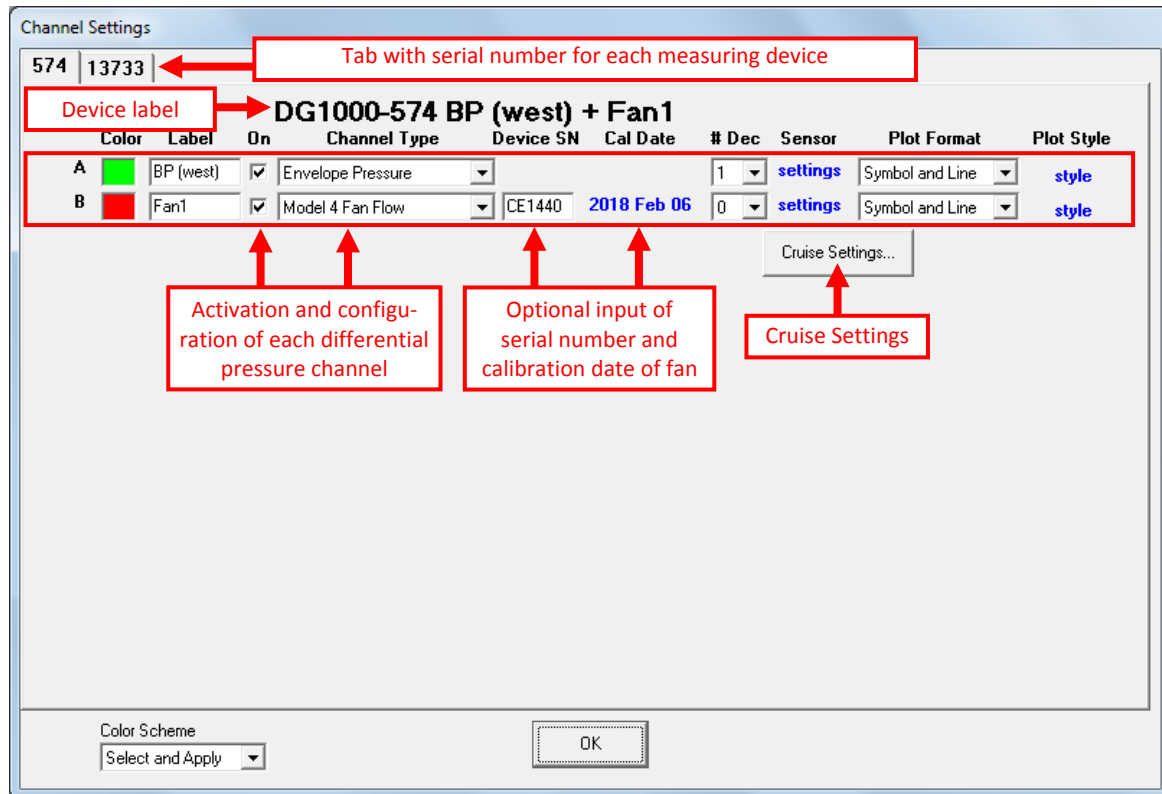 Channel Settings
574 13733
Tab with serial number for each measuring device
Device label
DG1000-574 BP (west) + Fan1
Color Label On Channel Type Device SN Cal Date # Dec Sensor Plot Format Plot Style
A BP (west) Envelope Pressure 1 settings Symbol and Line style
B Fan1 Model 4 Fan Flow CE1440 2018 Feb 06 0 settings Symbol and Line style
Cruise Settings...
Activation and configu-
ration of each differential
pressure channel
Optional input of
serial number and
calibration date of fan
Cruise Settings
Color Scheme
Select and Apply
OK